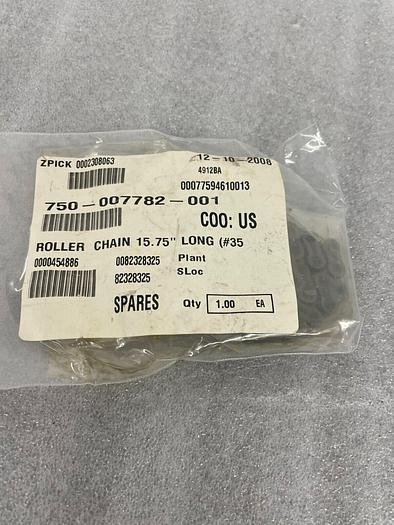 ZPICK 0002308063
12-10-2008
4912BA
00077594610013
750-007782-001
COO: US
ROLLER CHAIN 15.75" LONG (#35
0000454886 0082328325 Plant
82328325 SLoc
SPARES Qty 1.00 EA